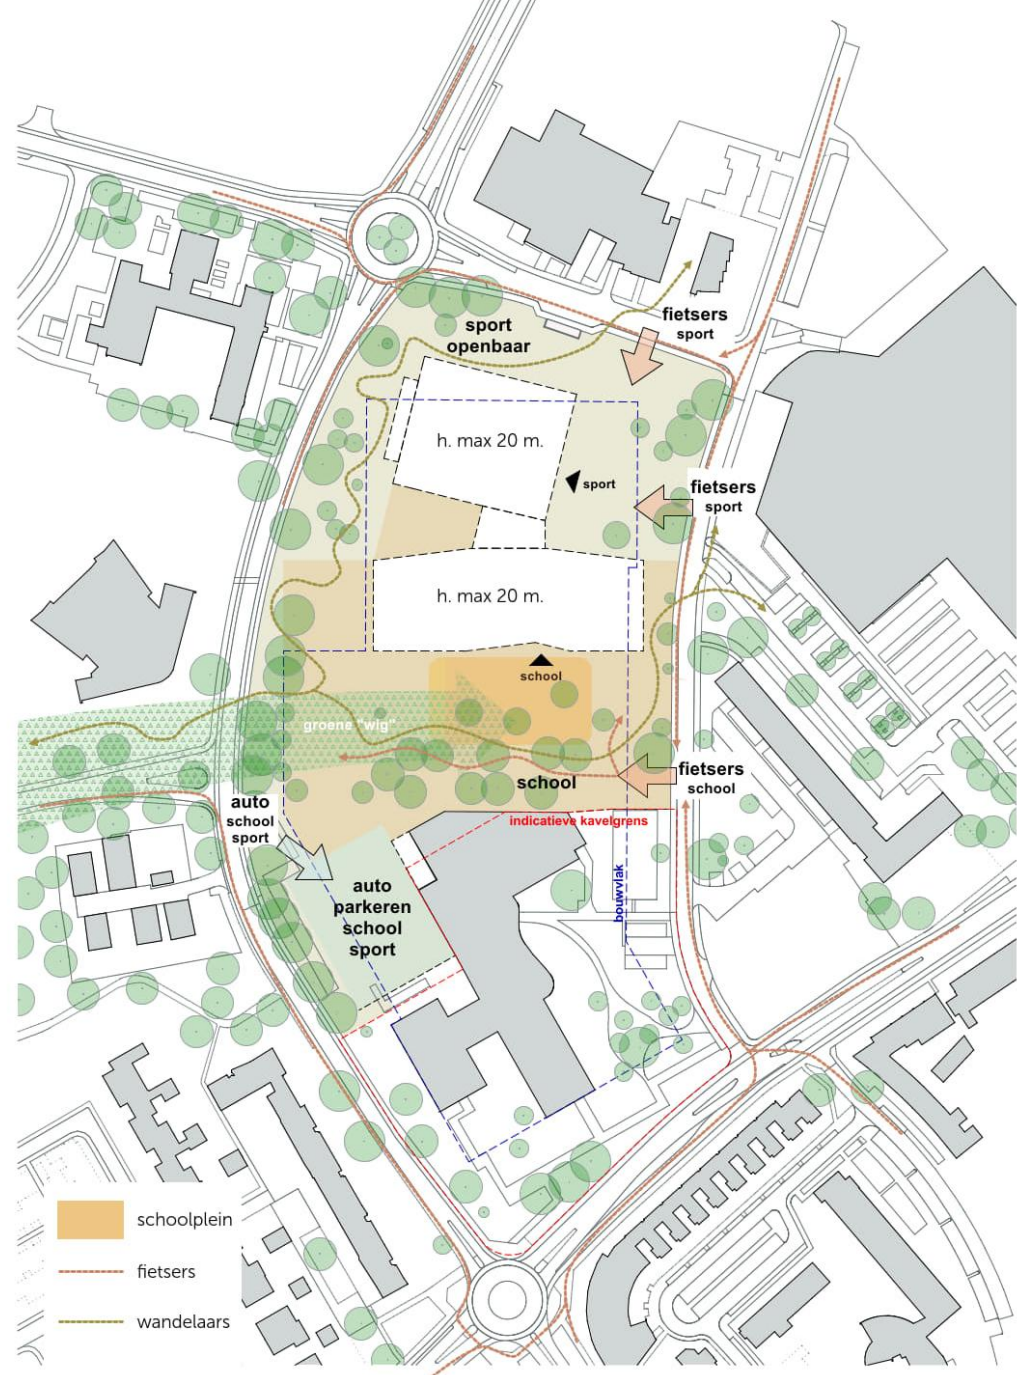 sport
openbaar
fietsers
sport
h. max 20 m.
sport
fietsers
sport
h. max 20 m.
school
groene "wig"
school
fietsers
school
auto
school
sport
indicatieve kavelgrens
auto
parkeren
school
sport
bouwvlak
schoolplein
fietsers
wandelaars